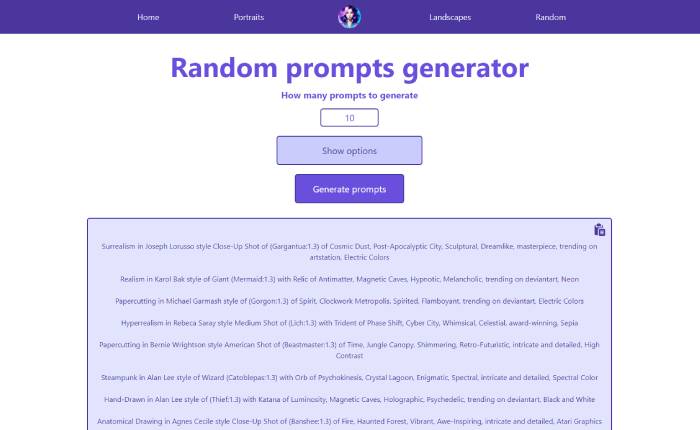 Home
Portraits
Landscapes
Random
Random prompts generator
How many prompts to generate
10
Show options
Generate prompts
Surrealism in Joseph Lorusso style Close-Up Shot of (Gargantua:1.3) of Cosmic Dust, Post-Apocalyptic City, Sculptural, Dreamlike, masterpiece, trending on
artstation, Electric Colors
Realism in Karol Bak style of Giant (Mermaid:1.3) with Relic of Antimatter, Magnetic Caves, Hypnotic, Melancholic, trending on deviantart, Neon
Papercutting in Michael Garmash style of (Gorgon:1.3) of Spirit, Clockwork Metropolis, Spirited, Flamboyant, trending on deviantart, Electric Colors
Hyperrealism in Rebeca Saray style Medium Shot of (Lich:1.3) with Trident of Phase Shift, Cyber City, Whimsical, Celestial, award-winning, Sepia
Papercutting in Bernie Wrightson style American Shot of (Beastmaster:1.3) of Time, Jungle Canopy, Shimmering, Retro-Futuristic, intricate and detailed, High
Contrast
Steampunk in Alan Lee style of Wizard (Catoblepas:1.3) with Orb of Psychokinesis, Crystal Lagoon, Enigmatic, Spectral, intricate and detailed, Spectral Color
Hand-Drawn in Alan Lee style of (Thief:1.3) with Katana of Luminosity, Magnetic Caves, Holographic, Psychedelic, trending on deviantart, Black and White
Anatomical Drawing in Agnes Cecile style Close-Up Shot of (Banshee:1.3) of Fire, Haunted Forest, Vibrant, Awe-Inspiring, intricate and detailed, Atari Graphics